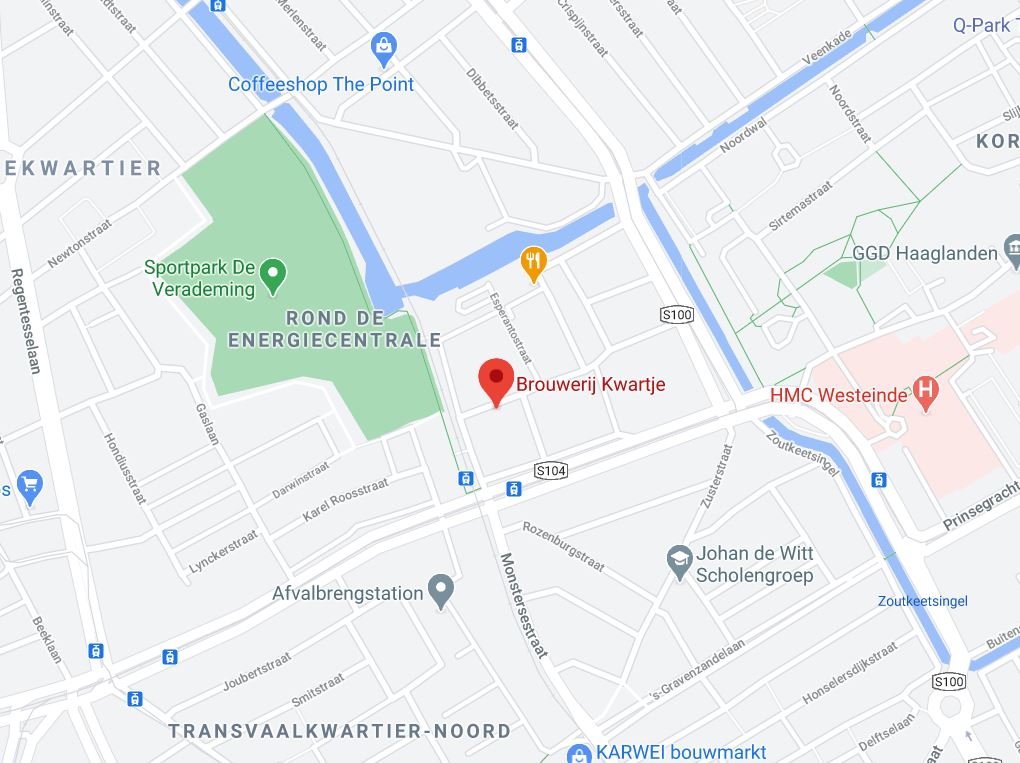 Merlenstraat
Crispijnstraat
Q-Park
Veenkade
Coffeeshop The Point
Dibbetsstraat
Noordstraat
Noordwal
KOR
EKWARTIER
Sirtemastraat
Newtonstraat
GGD Haaglanden
Sportpark De
Verademing
Regentesselaan
Esperantostraat
S100
ROND DE
ENERGIECENTRALE
Brouwerij Kwartje
HMC Westeinde
H
Gaslaan
Hondiusstraat
Zoutkeetsingel
S104
Darwinstraat
Zusterstraat
Karel Roosstraat
Prinsegracht
Lynckerstraat
Rozenburgstraat
Johan de Witt
Scholengroep
Monstersestraat
Afvalbrengstation
Zoutkeetsingel
Beeklaan
Buiten
's-Gravenzandelaan
Honselersdijkstraat
Joubertstraat
Smitstraat
S100
TRANSVAALKWARTIER-NOORD
Delftselaan
KARWEI bouwmarkt